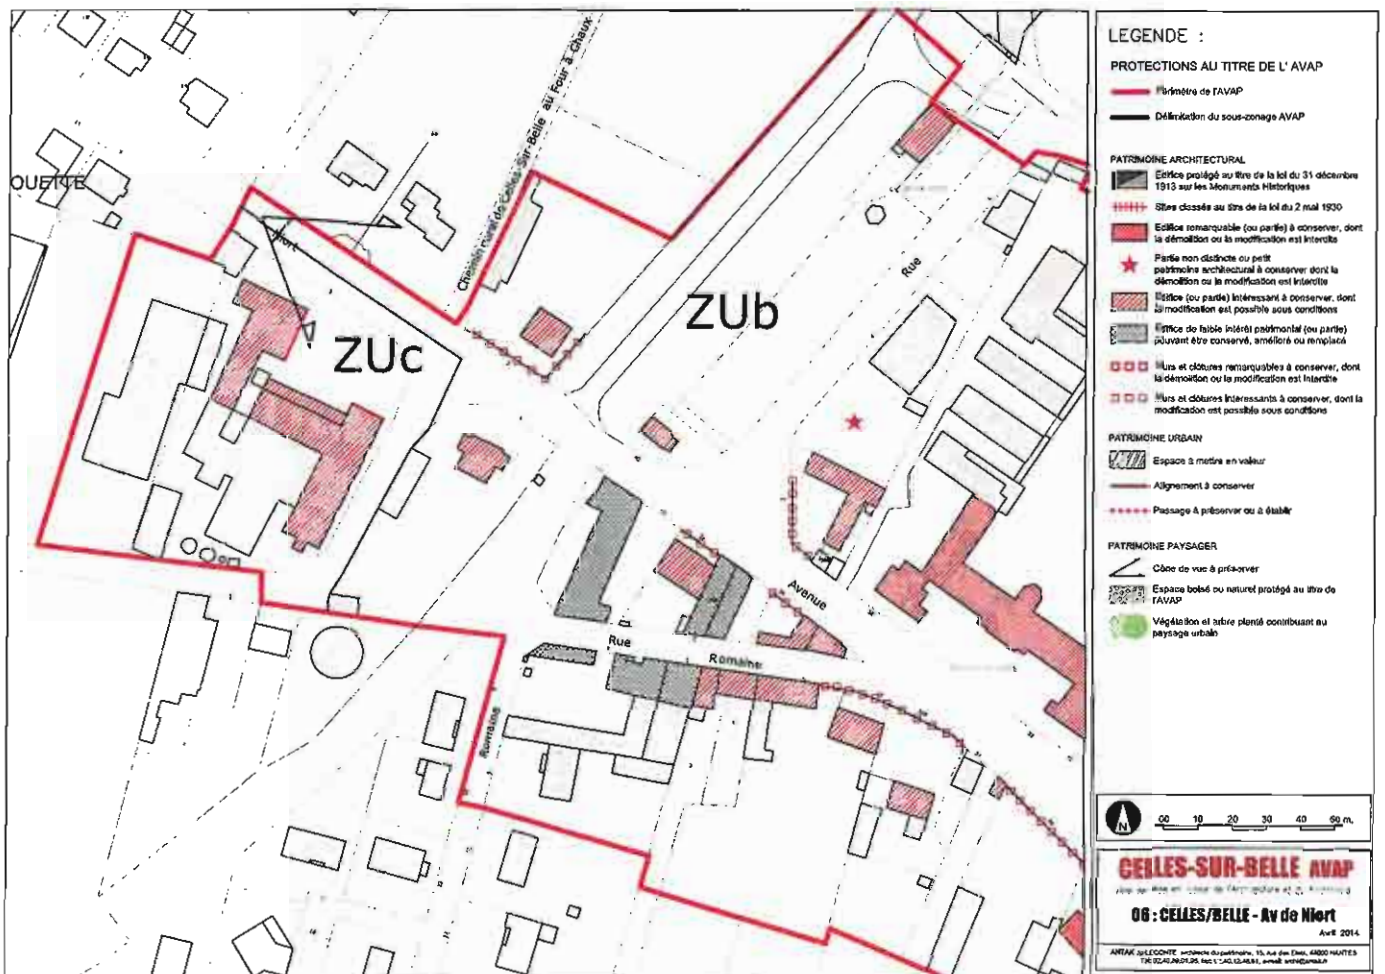 OUETTE
Niort
Chemin rural de Celles-Sur-Belle au Four à Chaux
ZUc
ZUb
Rue
Avenue
Rue
Romaine
Romaine
LEGENDE :
PROTECTIONS AU TITRE DE L' AVAP
Périmètre de l'AVAP
Délimitation du sous-zonage AVAP
PATRIMOINE ARCHITECTURAL
Edifice protégé au titre de la loi du 31 décembre
1913 sur les Monuments Historiques
Sites classés au titre de la loi du 2 mai 1930
Edifice remarquable (ou partie) à conserver, dont
la démolition ou la modification est interdite
Partie non distincte ou petit
patrimoine architectural à conserver dont la
démolition ou la modification est interdite
Edifice (ou partie) intéressant à conserver, dont
la modification est possible sous conditions
Edifice de faible intérêt patrimonial (ou partie)
pouvant être conservé, amélioré ou remplacé
Murs et clôtures remarquables à conserver, dont
la démolition ou la modification est interdite
Murs et clôtures intéressants à conserver, dont la
modification est possible sous conditions
PATRIMOINE URBAIN
Espace à mettre en valeur
Alignement à conserver
Passage à préserver ou à établir
PATRIMOINE PAYSAGER
Cône de vue à préserver
Espace boisé ou naturel protégé au titre de
l'AVAP
Végétation et arbre planté contribuant au
paysage urbain
N
00 10 20 30 40 50 m.
CELLES-SUR-BELLE AVAP
06 : CELLES/BELLE - Av de Niort
Avril 2014